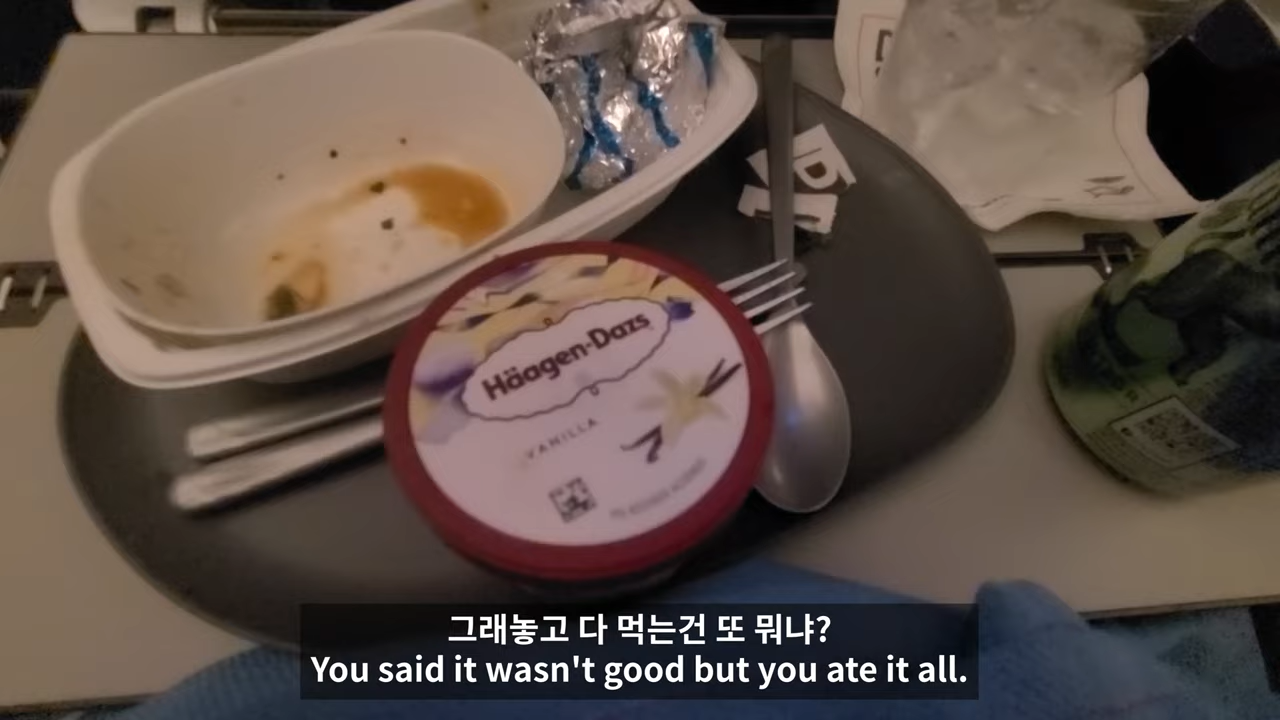 Häagen-Dazs
VANILLA
그래놓고 다 먹는건 또 뭐냐?
You said it wasn't good but you ate it all.